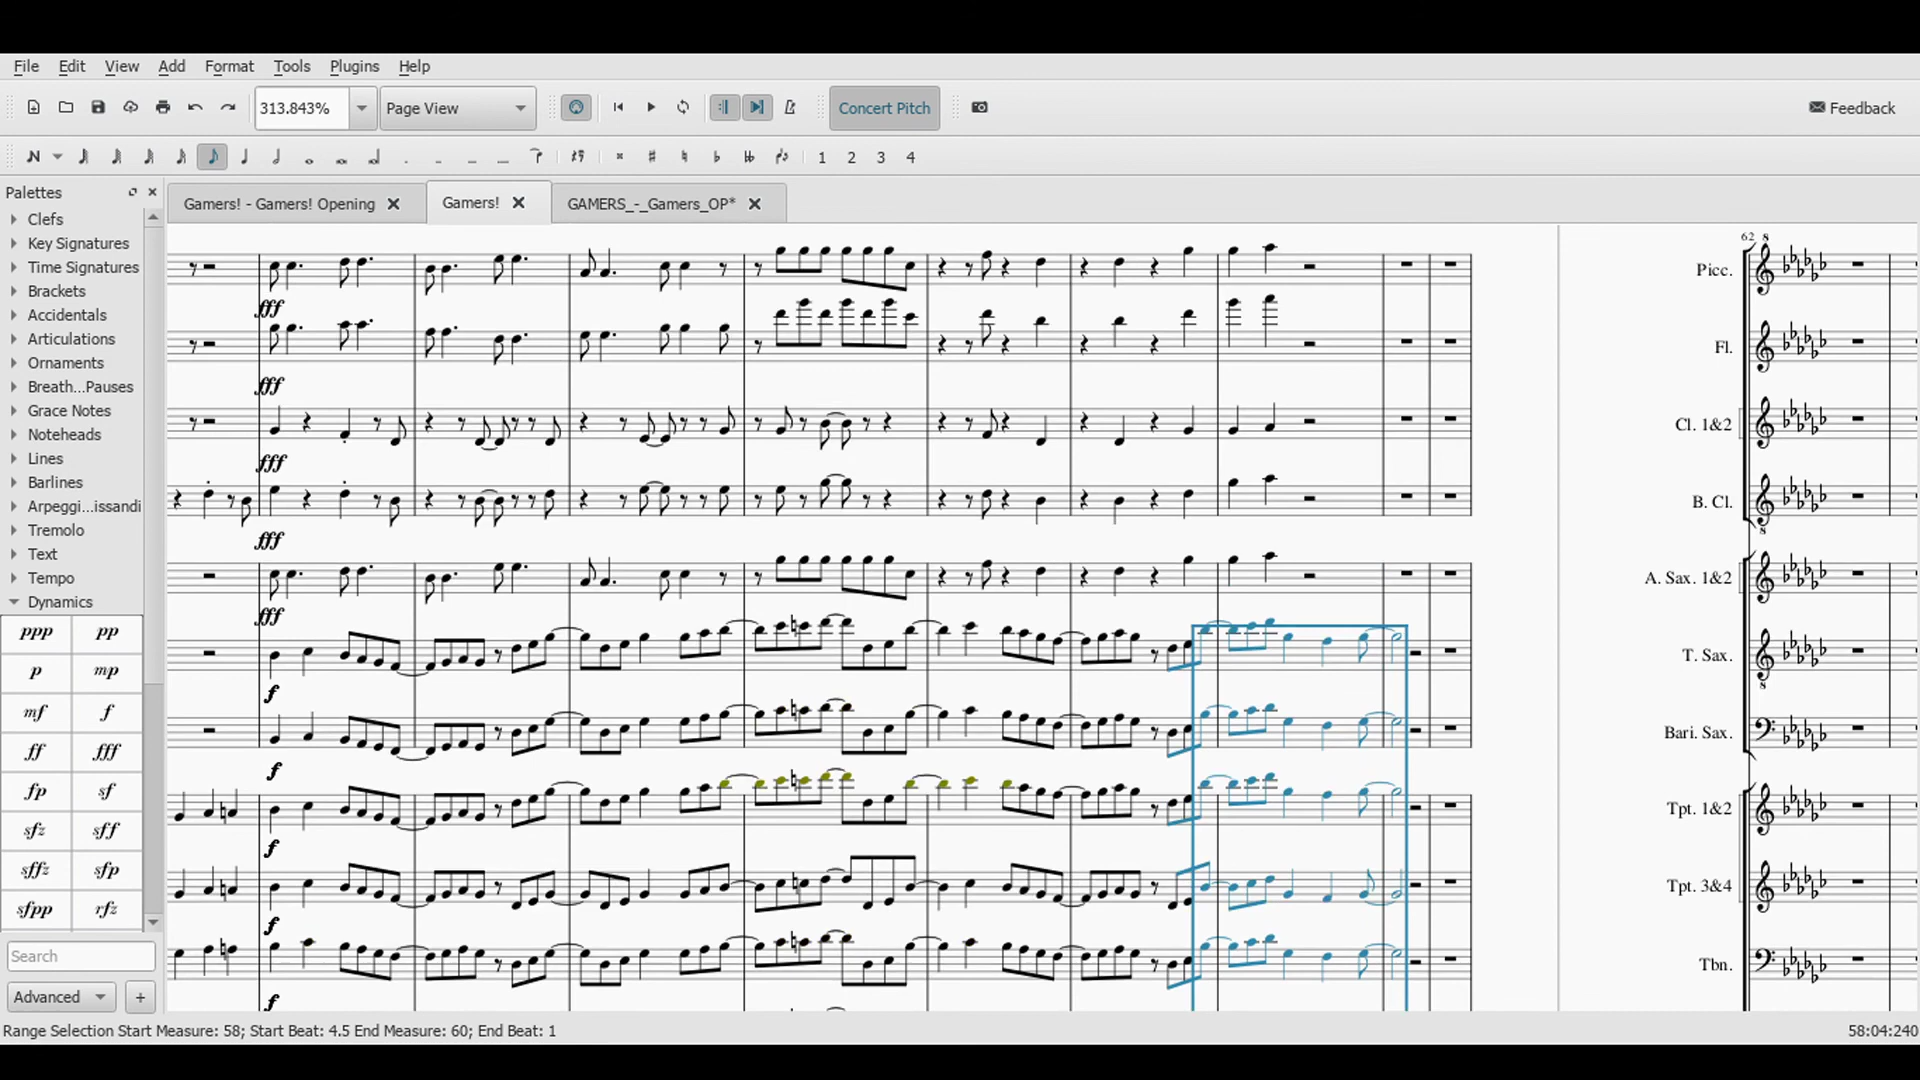 File Edit View Add Format Tools Plugins Help
313.843% Page View Concert Pitch Feedback
1 2 3 4
Palettes
Gamers! - Gamers! Opening Gamers! GAMERS_-_Gamers_OP*
Clefs
Key Signatures
Time Signatures
Brackets
Accidentals
Articulations
Ornaments
Breath...Pauses
Grace Notes
Noteheads
Lines
Barlines
Arpeggi...issandi
Tremolo
Text
Tempo
Dynamics
ppp pp
p mp
mf f
ff fff
fp sf
sfz sff
sffz sfp
sfpp rfz
Search
Advanced +
fff
fff
fff
fff
fff
f
f
f
f
f
62
8
Picc.
Fl.
Cl. 1&2
B. Cl.
8
A. Sax. 1&2
T. Sax.
8
Bari. Sax.
Tpt. 1&2
Tpt. 3&4
Tbn.
Range Selection Start Measure: 58; Start Beat: 4.5 End Measure: 60; End Beat: 1 58:04:240